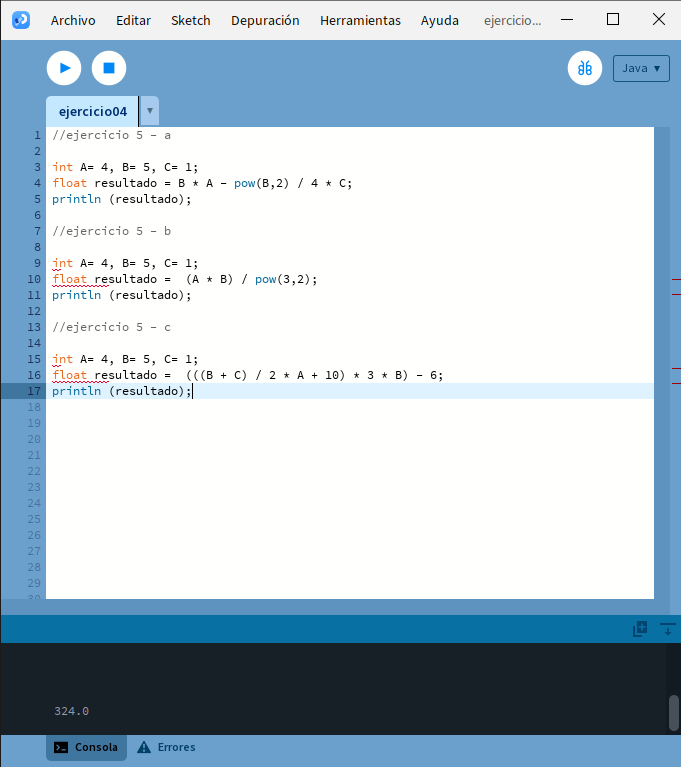 Archivo Editar Sketch Depuración Herramientas Ayuda ejercicio...
Java ▾
ejercicio04 ▾
1 //ejercicio 5 - a
2
3 int A= 4, B= 5, C= 1;
4 float resultado = B * A - pow(B,2) / 4 * C;
5 println (resultado);
6
7 //ejercicio 5 - b
8
9 int A= 4, B= 5, C= 1;
10 float resultado =  (A * B) / pow(3,2);
11 println (resultado);
12
13 //ejercicio 5 - c
14
15 int A= 4, B= 5, C= 1;
16 float resultado =  (((B + C) / 2 * A + 10) * 3 * B) - 6;
17 println (resultado);
18
19
20
21
22
23
24
25
26
27
28
29
30
324.0
Consola Errores